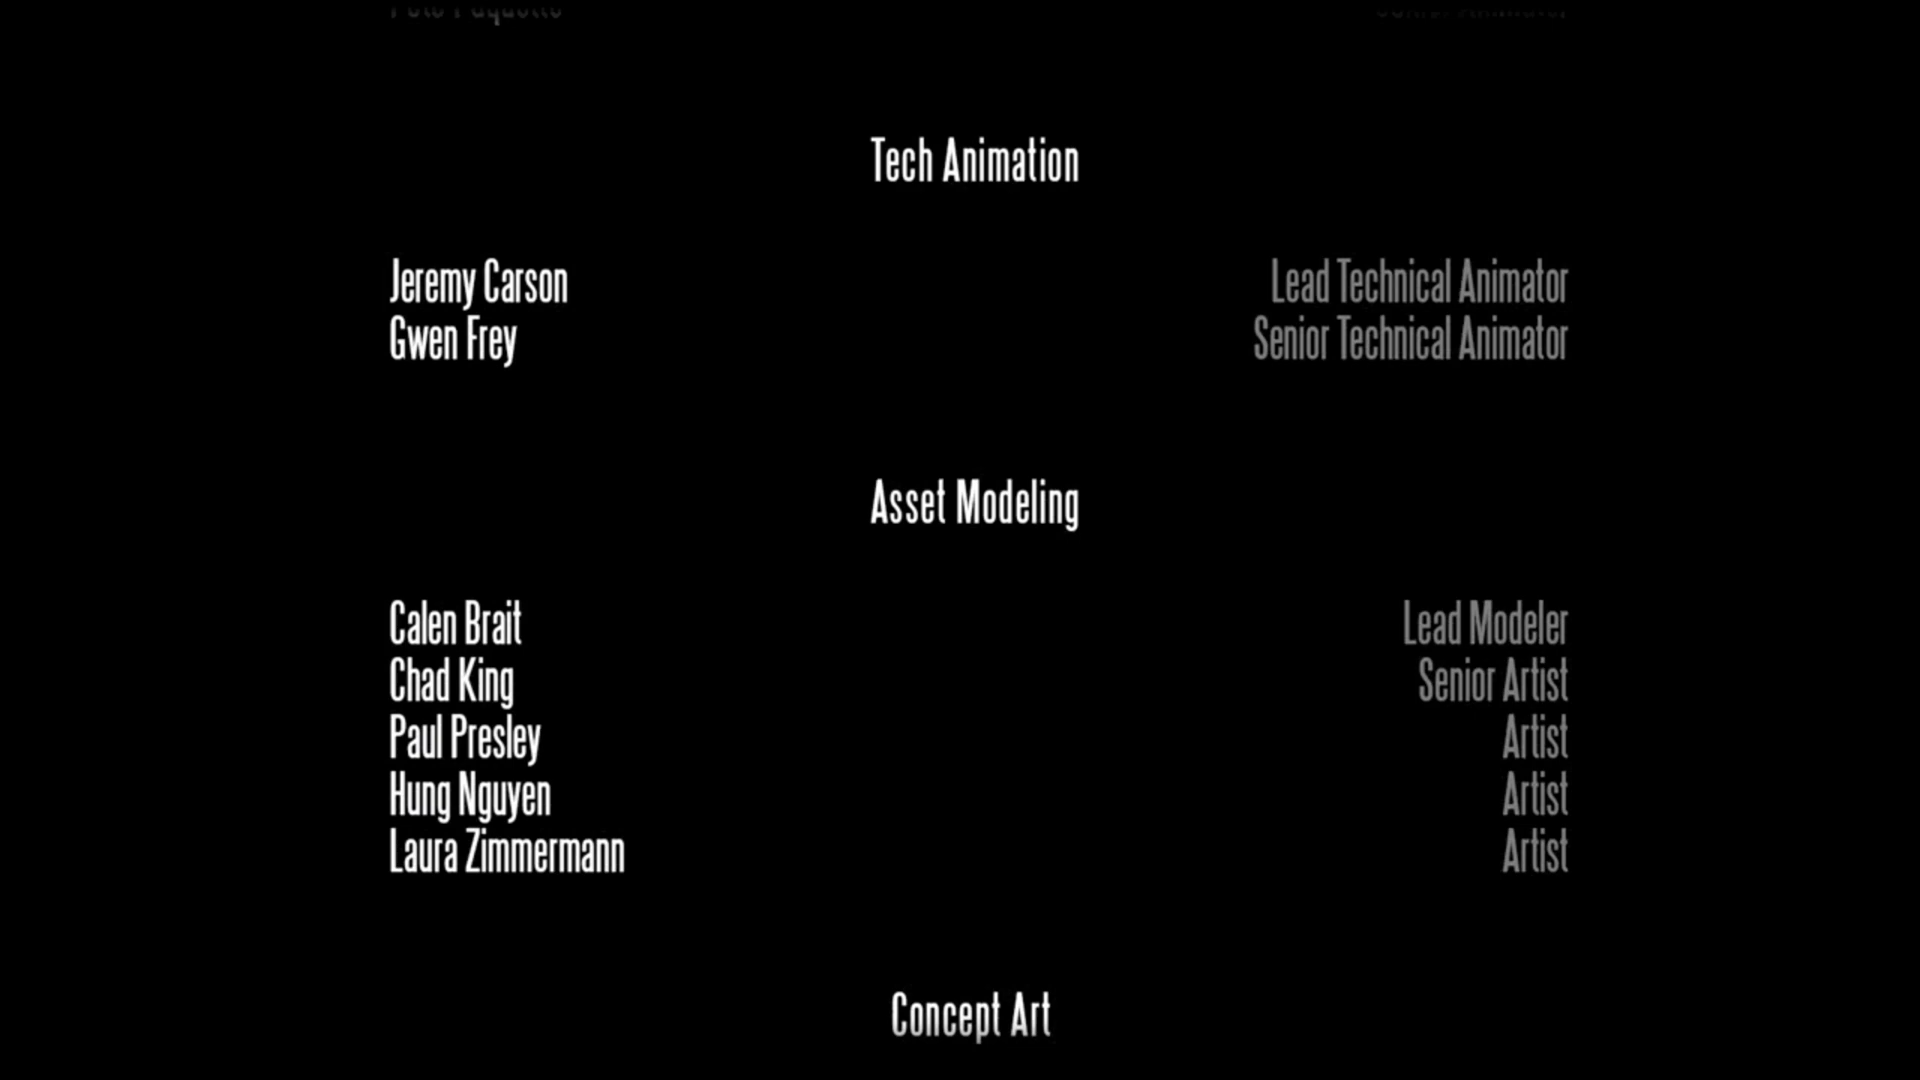 Tech Animation
Jeremy Carson Lead Technical Animator
Gwen Frey Senior Technical Animator
Asset Modeling
Calen Brait Lead Modeler
Chad King Senior Artist
Paul Presley Artist
Hung Nguyen Artist
Laura Zimmermann Artist
Concept Art